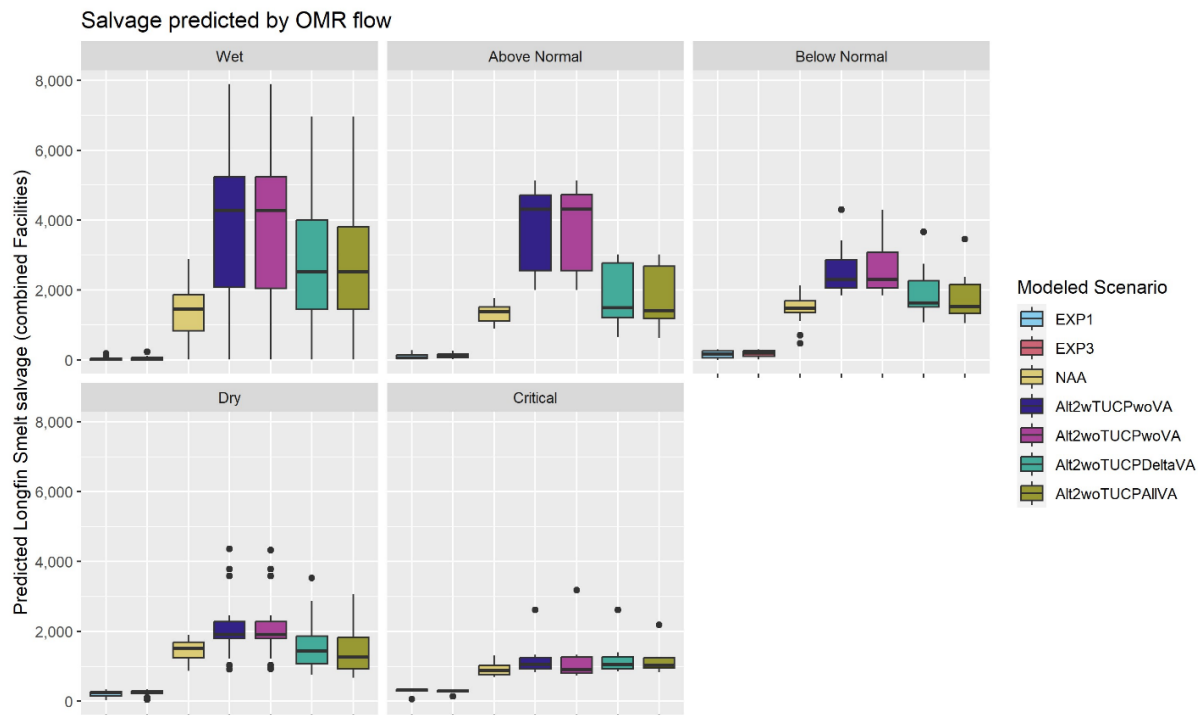 Salvage predicted by OMR flow
Predicted Longfin Smelt salvage (combined Facilities)
Wet
Above Normal
Below Normal
8,000
6,000
4,000
2,000
0
Dry
Critical
8,000
6,000
4,000
2,000
0
Modeled Scenario
EXP1
EXP3
NAA
Alt2wTUCPwoVA
Alt2woTUCPwoVA
Alt2woTUCPDeltaVA
Alt2woTUCPAllVA